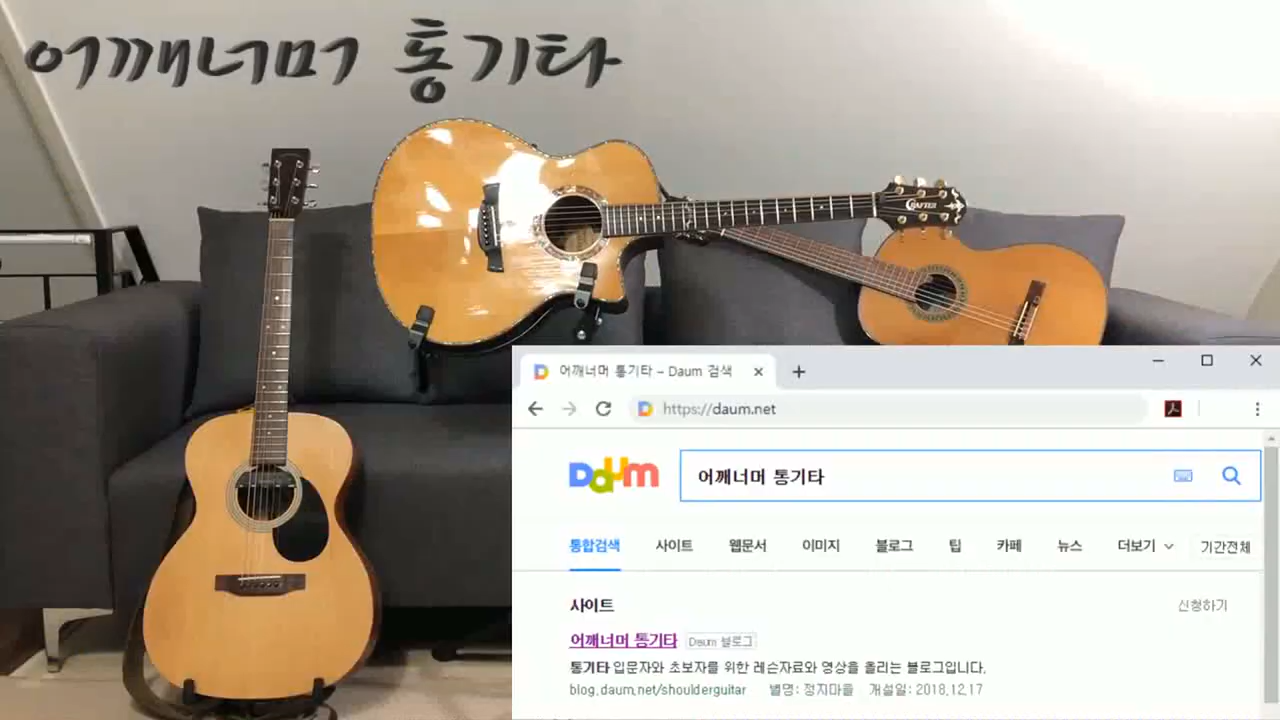 어깨너머 통기타
CRAFTER
어깨너머 통기타 – Daum 검색
https://daum.net
Daum 어깨너머 통기타
통합검색 사이트 웹문서 이미지 블로그 팁 카페 뉴스 더보기 기간전체
사이트 신청하기
어깨너머 통기타 Daum 블로그
통기타 입문자와 초보자를 위한 레슨자료와 영상을 올리는 블로그입니다.
blog.daum.net/shoulderguitar 별명: 정지마을 개설일: 2018.12.17